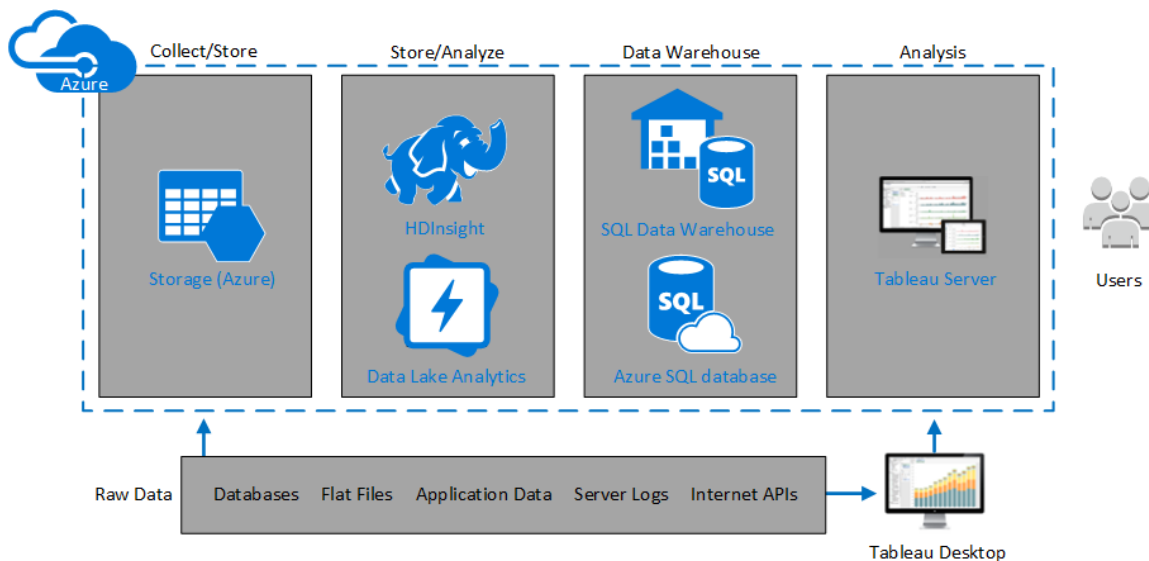 Azure
Collect/Store
Store/Analyze
Data Warehouse
Analysis
Storage (Azure)
HDInsight
Data Lake Analytics
SQL
SQL Data Warehouse
SQL
Azure SQL database
Tableau Server
Users
Raw Data
Databases
Flat Files
Application Data
Server Logs
Internet APIs
Tableau Desktop